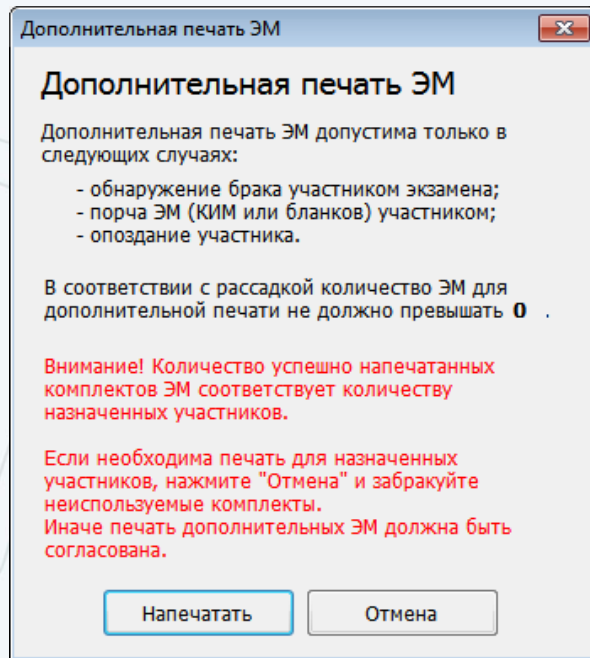 Дополнительная печать ЭМ
Дополнительная печать ЭМ
Дополнительная печать ЭМ допустима только в
следующих случаях:
- обнаружение брака участником экзамена;
- порча ЭМ (КИМ или бланков) участником;
- опоздание участника.
В соответствии с рассадкой количество ЭМ для
дополнительной печати не должно превышать 0 .
Внимание! Количество успешно напечатанных
комплектов ЭМ соответствует количеству
назначенных участников.
Если необходима печать для назначенных
участников, нажмите "Отмена" и забракуйте
неиспользуемые комплекты.
Иначе печать дополнительных ЭМ должна быть
согласована.
Напечатать Отмена